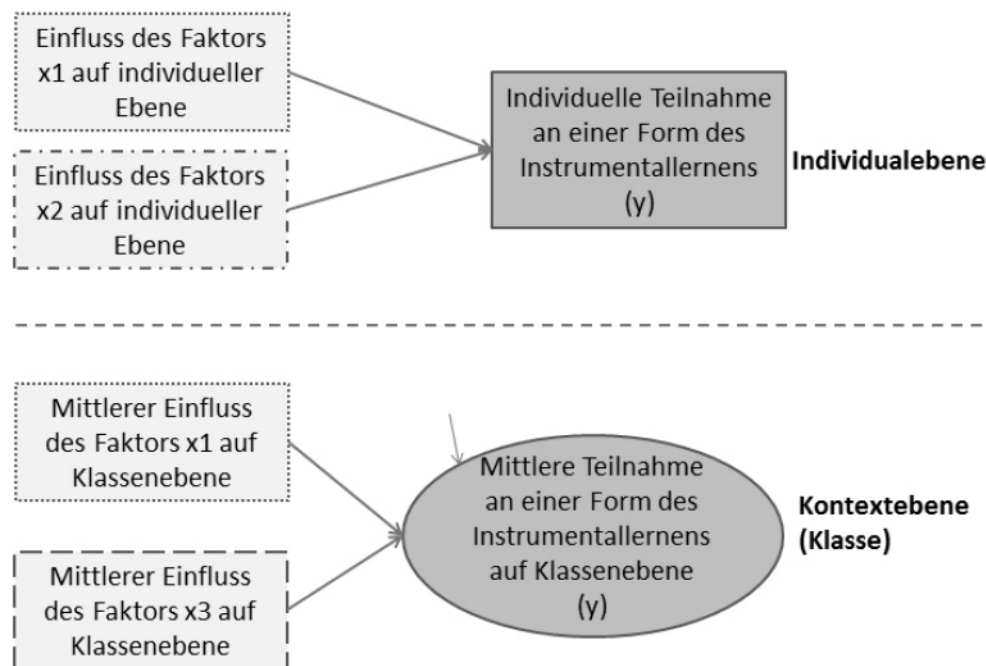 Einfluss des Faktors
x1 auf individueller
Ebene
Einfluss des Faktors
x2 auf individueller
Ebene
Individuelle Teilnahme
an einer Form des
Instrumentallernens
(y)
Individualebene
Mittlerer Einfluss
des Faktors x1 auf
Klassenebene
Mittlerer Einfluss
des Faktors x3 auf
Klassenebene
Mittlere Teilnahme
an einer Form des
Instrumentallernens
auf Klassenebene
(y)
Kontextebene
(Klasse)